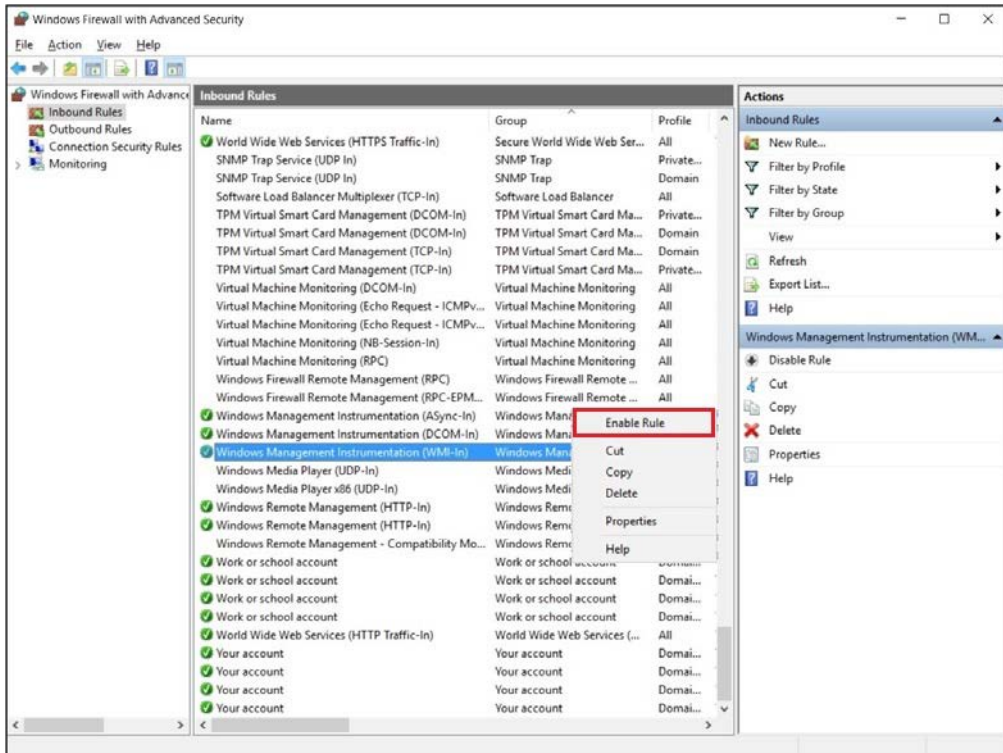 Windows Firewall with Advanced Security
File Action View Help
Windows Firewall with Advance
Inbound Rules
Outbound Rules
Connection Security Rules
Monitoring
Inbound Rules
Name Group Profile
World Wide Web Services (HTTPS Traffic-In) Secure World Wide Web Ser... All
SNMP Trap Service (UDP In) SNMP Trap Private...
SNMP Trap Service (UDP In) SNMP Trap Domain
Software Load Balancer Multiplexer (TCP-In) Software Load Balancer All
TPM Virtual Smart Card Management (DCOM-In) TPM Virtual Smart Card Ma... Private...
TPM Virtual Smart Card Management (DCOM-In) TPM Virtual Smart Card Ma... Domain
TPM Virtual Smart Card Management (TCP-In) TPM Virtual Smart Card Ma... Domain
TPM Virtual Smart Card Management (TCP-In) TPM Virtual Smart Card Ma... Private...
Virtual Machine Monitoring (DCOM-In) Virtual Machine Monitoring All
Virtual Machine Monitoring (Echo Request - ICMPv... Virtual Machine Monitoring All
Virtual Machine Monitoring (Echo Request - ICMPv... Virtual Machine Monitoring All
Virtual Machine Monitoring (NB-Session-In) Virtual Machine Monitoring All
Virtual Machine Monitoring (RPC) Virtual Machine Monitoring All
Windows Firewall Remote Management (RPC) Windows Firewall Remote ... All
Windows Firewall Remote Management (RPC-EPM... Windows Firewall Remote ... All
Windows Management Instrumentation (ASync-In) Windows Mana
Windows Management Instrumentation (DCOM-In) Windows Mana
Windows Management Instrumentation (WMI-In) Windows Mana
Windows Media Player (UDP-In) Windows Medi
Windows Media Player x86 (UDP-In) Windows Medi
Windows Remote Management (HTTP-In) Windows Remo
Windows Remote Management (HTTP-In) Windows Remo
Windows Remote Management - Compatibility Mo... Windows Remo
Work or school account Work or school account Domai...
Work or school account Work or school account Domai...
Work or school account Work or school account Domai...
Work or school account Work or school account Domai...
World Wide Web Services (HTTP Traffic-In) World Wide Web Services (... All
Your account Your account Domai...
Your account Your account Domai...
Your account Your account Domai...
Your account Your account Domai...
Enable Rule
Cut
Copy
Delete
Properties
Help
Actions
Inbound Rules
New Rule...
Filter by Profile
Filter by State
Filter by Group
View
Refresh
Export List...
Help
Windows Management Instrumentation (WM...
Disable Rule
Cut
Copy
Delete
Properties
Help